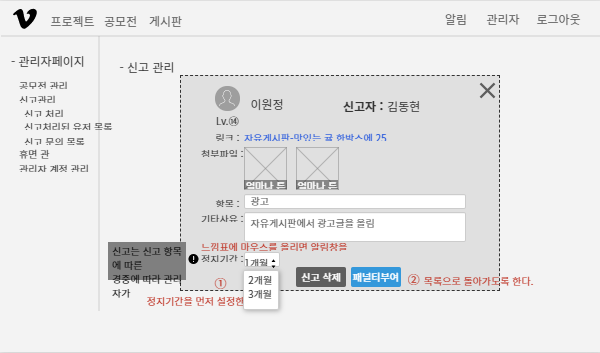 프로젝트 공모전 게시판
알림 관리자 로그아웃
- 관리자페이지
공모전 관리
신고관리
신고 처리
신고처리된 유저 목록
신고 문의 목록
휴면 관
관리자 계정 관리
- 신고 관리
이원정
신고자 : 김동현
Lv.⑭
링크 : 자유게시판-맛있는 귤 한박스에 25
첨부파일 :
얼마나 든 얼마나 든
항목 : 광고
기타사유 : 자유게시판에서 광고글을 올림
느낌표에 마우스를 올리면 알림창을
정지기간 : 1개월
2개월
3개월
신고는 신고 항목
에 따른
경중에 따라 관리
자가
① 
정지기간을 먼저 설정한
신고 삭제 패널티부여
② 목록으로 돌아가도록 한다.